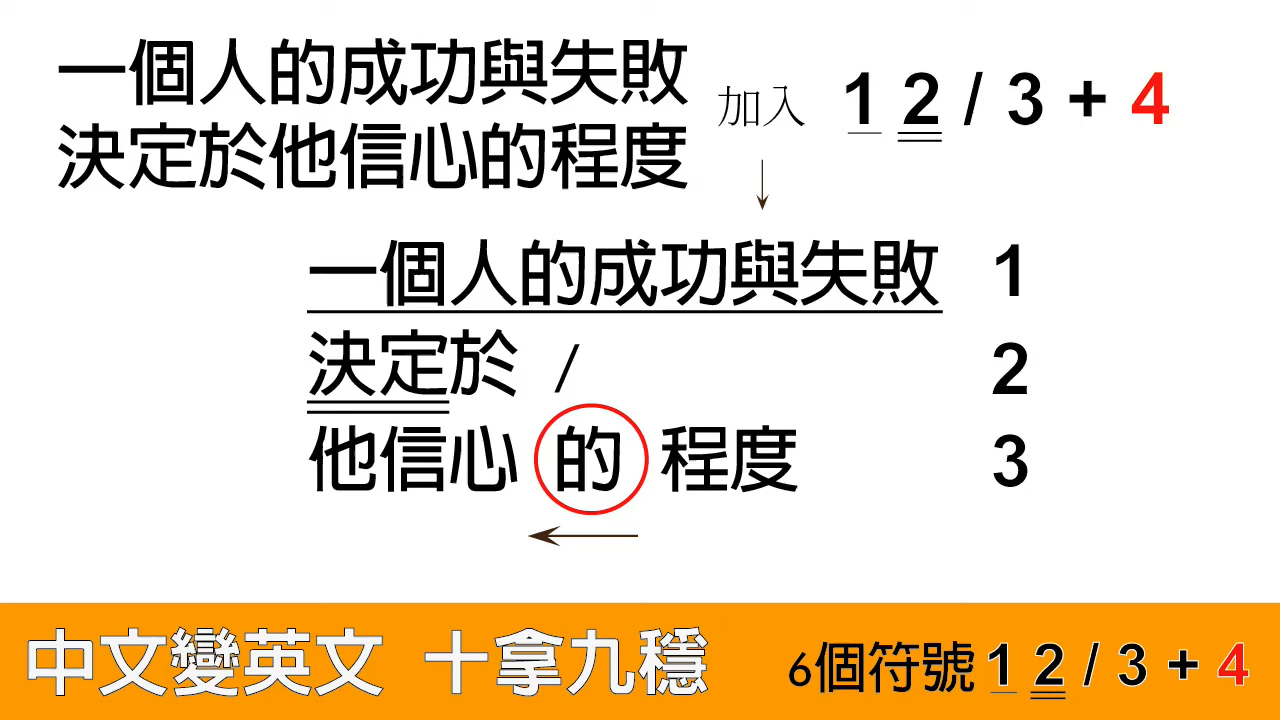 一個人的成功與失敗
決定於他信心的程度
加入 1 2 / 3 + 4
一個人的成功與失敗 1
決定於 / 2
他信心 的 程度 3
中文變英文 十拿九穩
6個符號 1 2 / 3 + 4